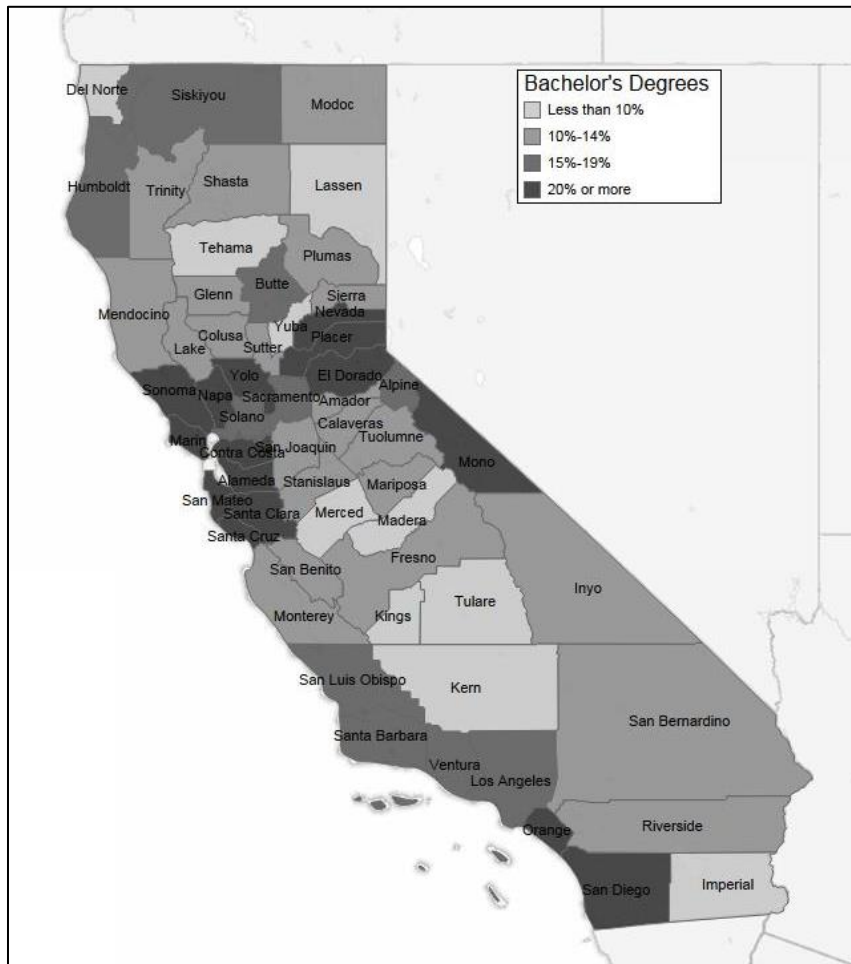 Bachelor's Degrees
Less than 10%
10%-14%
15%-19%
20% or more
Del Norte
Siskiyou
Modoc
Humboldt
Trinity
Shasta
Lassen
Tehama
Plumas
Butte
Glenn
Sierra
Mendocino
Nevada
Colusa
Yuba
Placer
Lake
Sutter
Yolo
El Dorado
Sonoma
Napa
Sacramento
Alpine
Solano
Amador
Marin
Calaveras
Contra Costa
San Joaquin
Tuolumne
Mono
Alameda
Stanislaus
Mariposa
San Mateo
Santa Clara
Merced
Madera
Santa Cruz
Fresno
San Benito
Inyo
Tulare
Monterey
Kings
San Luis Obispo
Kern
San Bernardino
Santa Barbara
Ventura
Los Angeles
Orange
Riverside
San Diego
Imperial